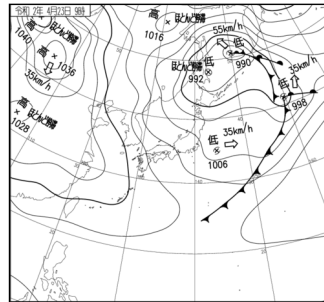 令和 2年 4月23日 9時
高
ほとんど停滞
1040
高
1036
35km/h
高
ほとんど停滞
1028
高
ほとんど停滞
1016
55km/h
低
990
ほとんど停滞
低
992
35km/h
低
998
低
35km/h
1006